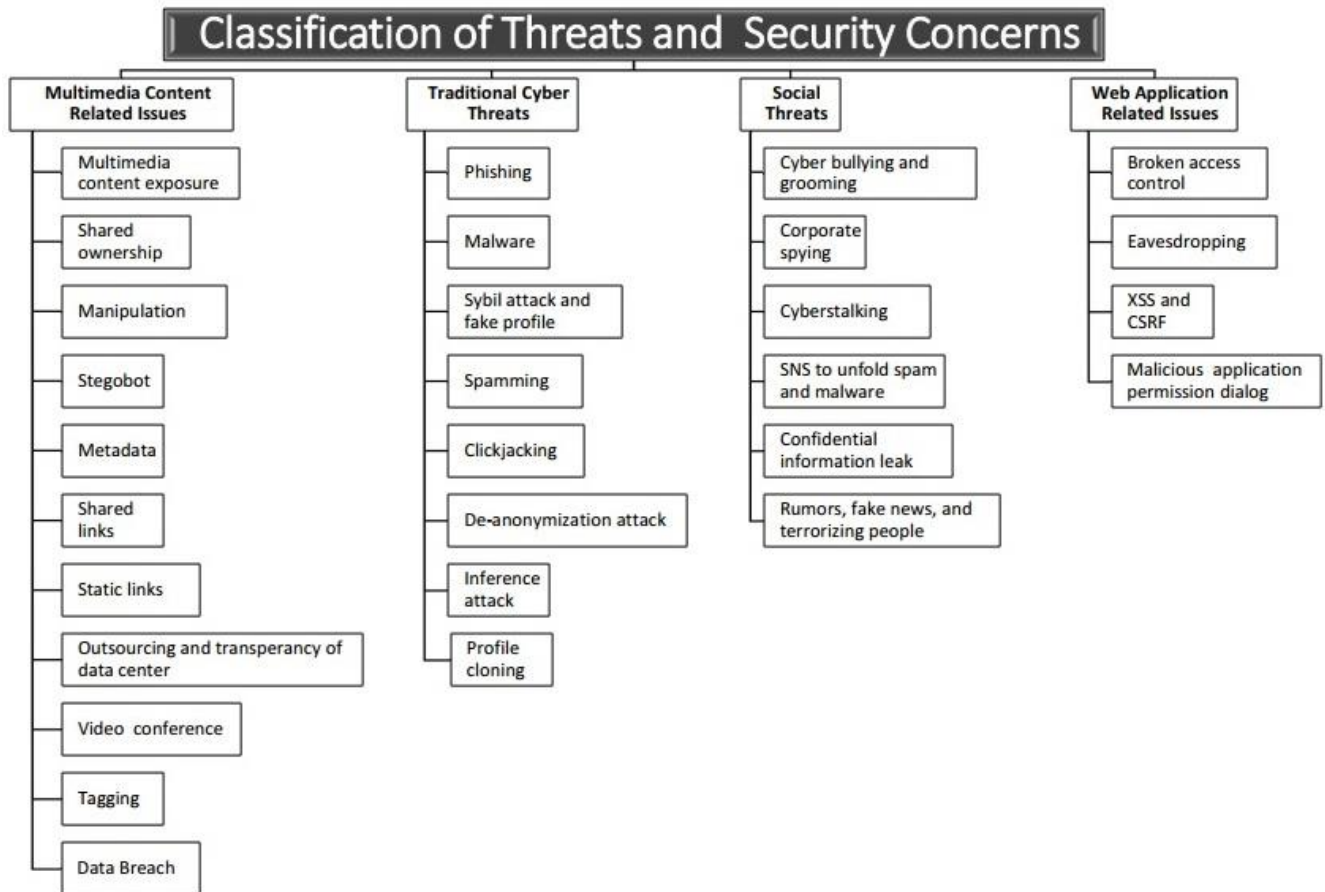 Classification of Threats and Security Concerns
Multimedia Content
Related Issues
Multimedia
content exposure
Shared
ownership
Manipulation
Stegobot
Metadata
Shared
links
Static links
Outsourcing and transperancy of
data center
Video conference
Tagging
Data Breach
Traditional Cyber
Threats
Phishing
Malware
Sybil attack and
fake profile
Spamming
Clickjacking
De-anonymization attack
Inference
attack
Profile
cloning
Social
Threats
Cyber bullying and
grooming
Corporate
spying
Cyberstalking
SNS to unfold spam
and malware
Confidential
information leak
Rumors, fake news, and
terrorizing people
Web Application
Related Issues
Broken access
control
Eavesdropping
XSS and
CSRF
Malicious application
permission dialog